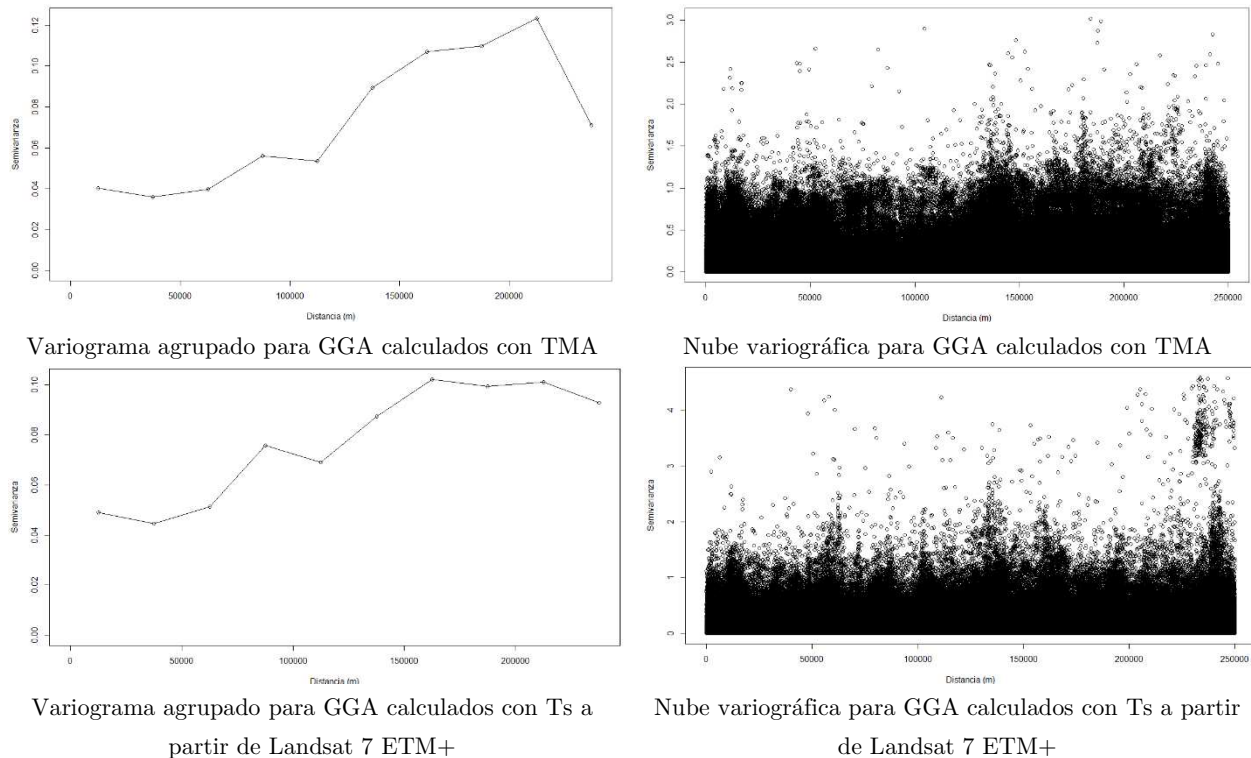 0.12
0.10
0.08
0.06
0.04
0.02
0.00
Semivarianza
0 50000 100000 150000 200000
Distancia (m)
Variograma agrupado para GGA calculados con TMA
3.0
2.5
2.0
1.5
1.0
0.5
0.0
Semivarianza
0 50000 100000 150000 200000 250000
Distancia (m)
Nube variográfica para GGA calculados con TMA
0.10
0.08
0.06
0.04
0.02
0.00
Semivarianza
0 50000 100000 150000 200000
Distancia (m)
Variograma agrupado para GGA calculados con Ts a
partir de Landsat 7 ETM+
4
3
2
1
0
Semivarianza
0 50000 100000 150000 200000 250000
Distancia (m)
Nube variográfica para GGA calculados con Ts a partir
de Landsat 7 ETM+